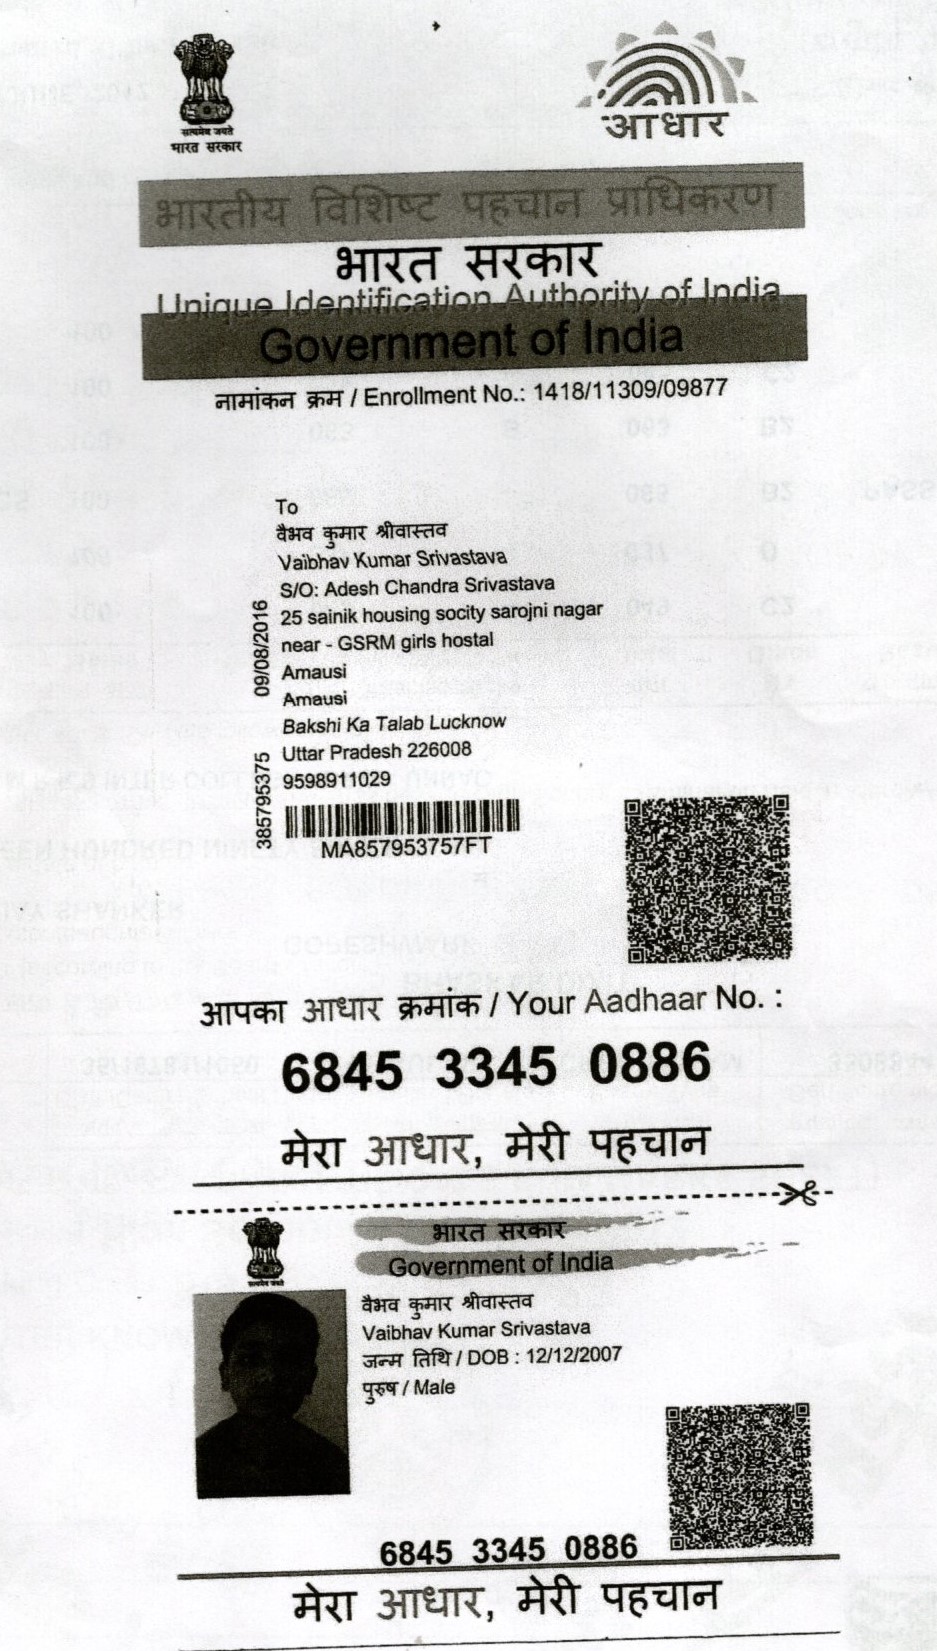 सत्यमेव जयते
भारत सरकार
आधार
भारतीय विशिष्ट पहचान प्राधिकरण
भारत सरकार
Unique Identification Authority of India
Government of India
नामांकन क्रम / Enrollment No.: 1418/11309/09877
To
वैभव कुमार श्रीवास्तव
Vaibhav Kumar Srivastava
S/O: Adesh Chandra Srivastava
25 sainik housing socity sarojni nagar
near - GSRM girls hostal
Amausi
Amausi
Bakshi Ka Talab Lucknow
Uttar Pradesh 226008
9598911029
09/08/2016
385795375
MA857953757FT
आपका आधार क्रमांक / Your Aadhaar No. :
6845 3345 0886
मेरा आधार, मेरी पहचान
भारत सरकार
Government of India
सत्यमेव जयते
वैभव कुमार श्रीवास्तव
Vaibhav Kumar Srivastava
जन्म तिथि / DOB : 12/12/2007
पुरुष / Male
6845 3345 0886
मेरा आधार, मेरी पहचान